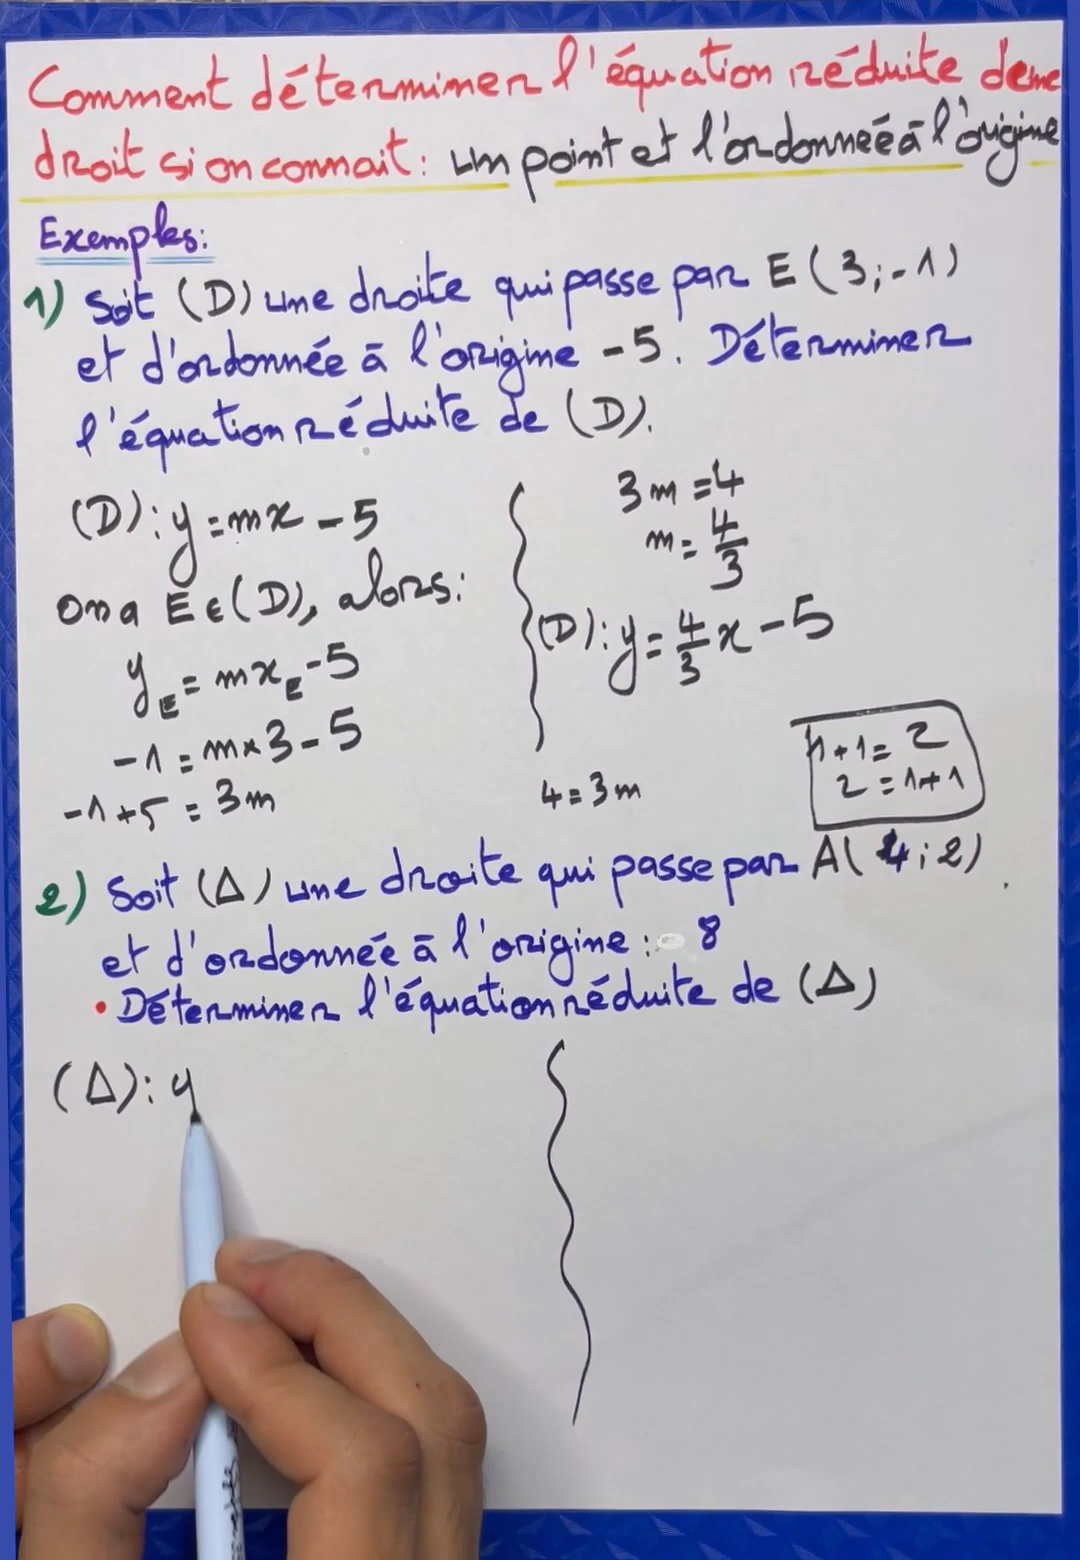 Comment déterminer l'équation réduite d'une
droit si on connait : un point et l'ordonnée à l'origine
Exemples:
1) Soit (D) une droite qui passe par E(3;-1)
et d'ordonnée à l'origine -5. Déterminer
l'équation réduite de (D).
(D): y = mx - 5
On a E ∈ (D), alors:
y_E = mx_E - 5
-1 = m×3 - 5
-1+5 = 3m
4 = 3m
3m = 4
m = 4/3
(D): y = 4/3 x - 5
1+1 = 2
2 = 1+1
2) Soit (Δ) une droite qui passe par A(4;2)
et d'ordonnée à l'origine : 8
• Déterminer l'équation réduite de (Δ)
(Δ): y